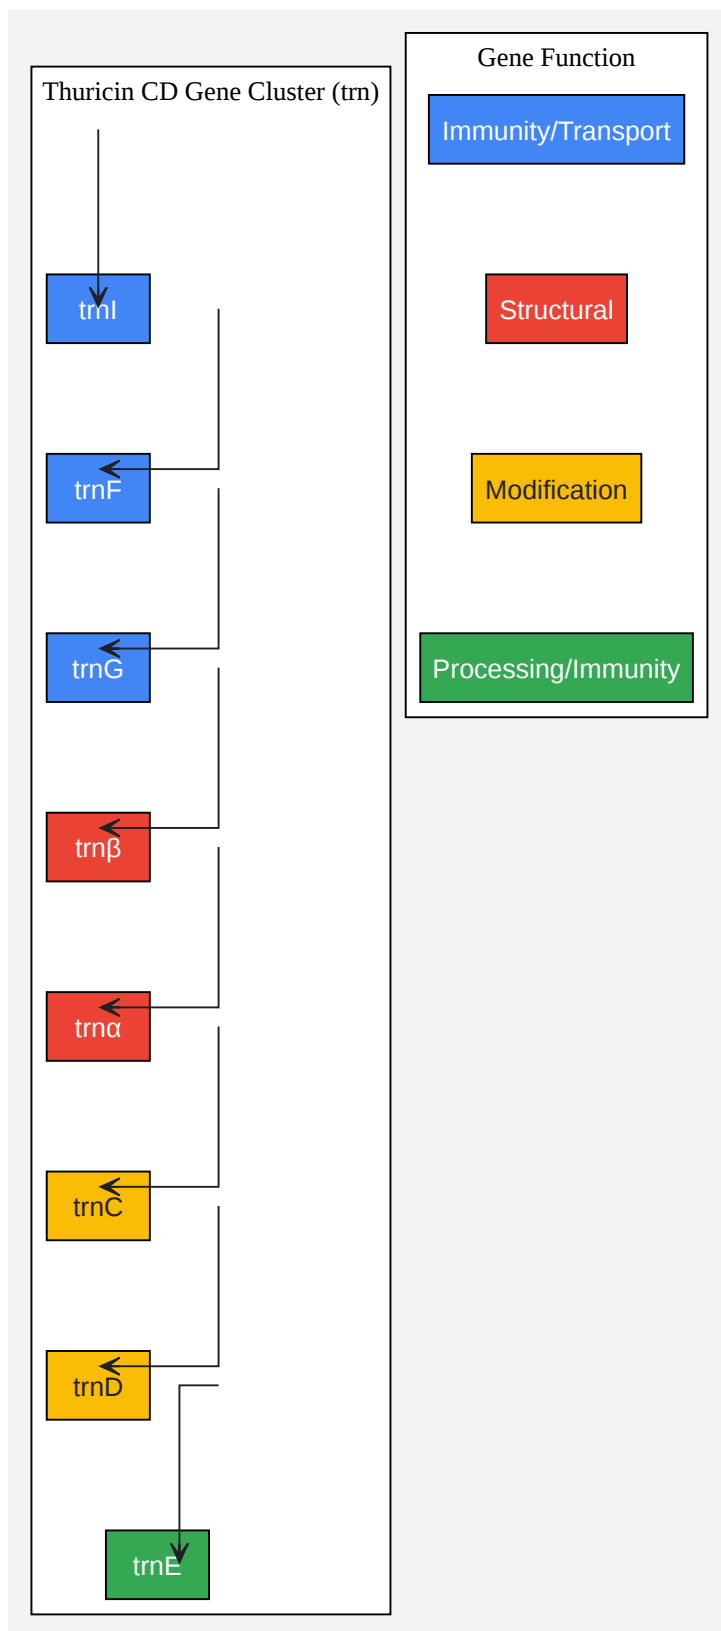 Thuricin CD Gene Cluster (trn)
trnI
trnF
trnG
trnβ
trnα
trnC
trnD
trnE
Gene Function
Immunity/Transport
Structural
Modification
Processing/Immunity